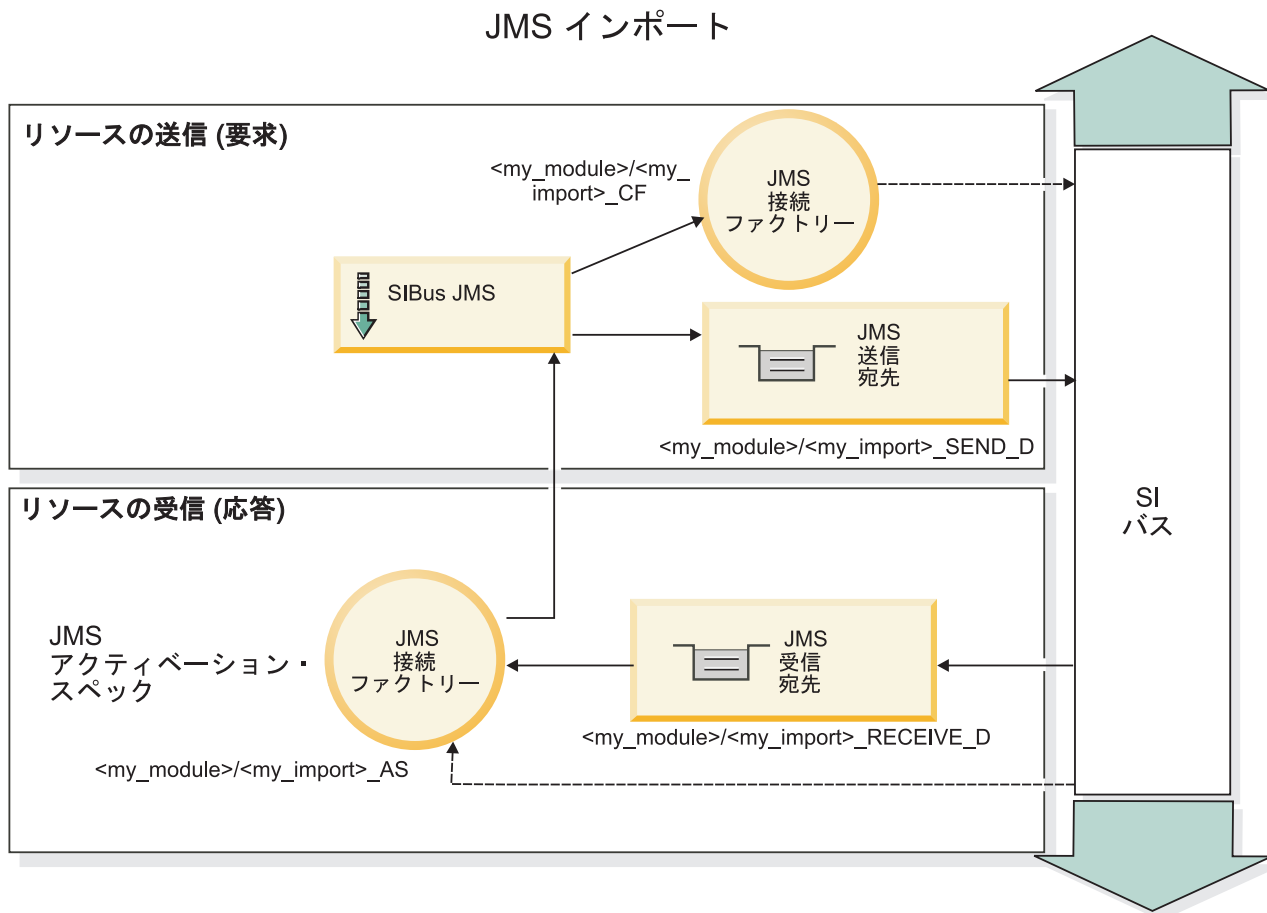 JMS インポート
リソースの送信 (要求)
<my_module>/<my_
import>_CF
JMS
接続
ファクトリー
SIBus JMS
JMS
送信
宛先
<my_module>/<my_import>_SEND_D
SI
バス
リソースの受信 (応答)
JMS
アクティベーション・
スペック
JMS
接続
ファクトリー
JMS
受信
宛先
<my_module>/<my_import>_RECEIVE_D
<my_module>/<my_import>_AS